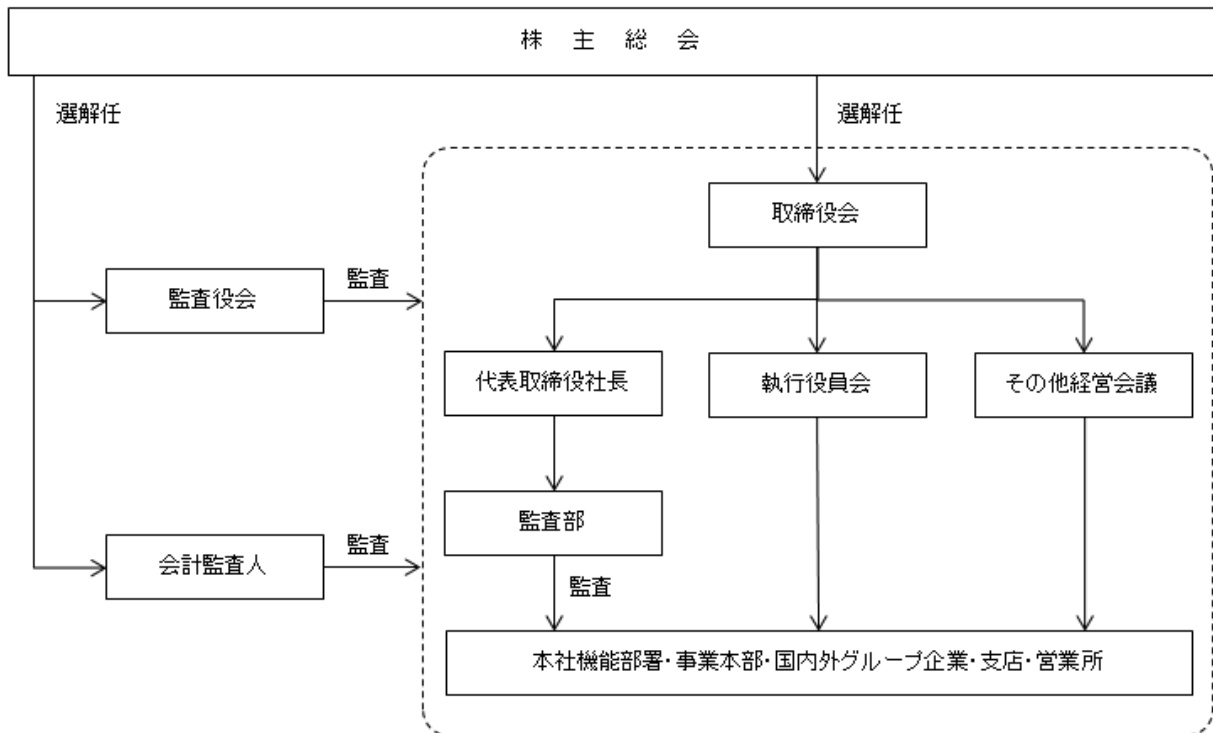 株 主 総 会
選解任
選解任
取締役会
監査役会
監査
代表取締役社長
執行役員会
その他経営会議
監査部
会計監査人
監査
監査
本社機能部署・事業本部・国内外グループ企業・支店・営業所